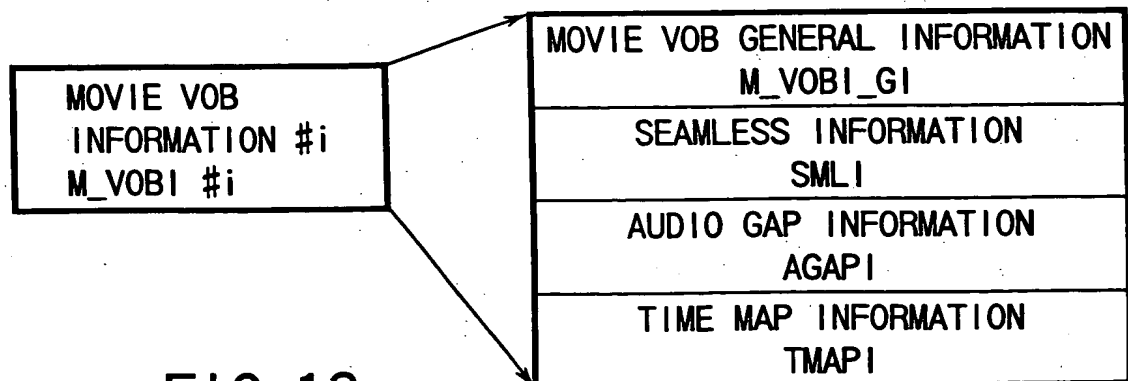 MOVIE VOB
INFORMATION #i
M_VOBI #i
MOVIE VOB GENERAL INFORMATION
M_VOBI_GI
SEAMLESS INFORMATION
SMLI
AUDIO GAP INFORMATION
AGAPI
TIME MAP INFORMATION
TMAPI